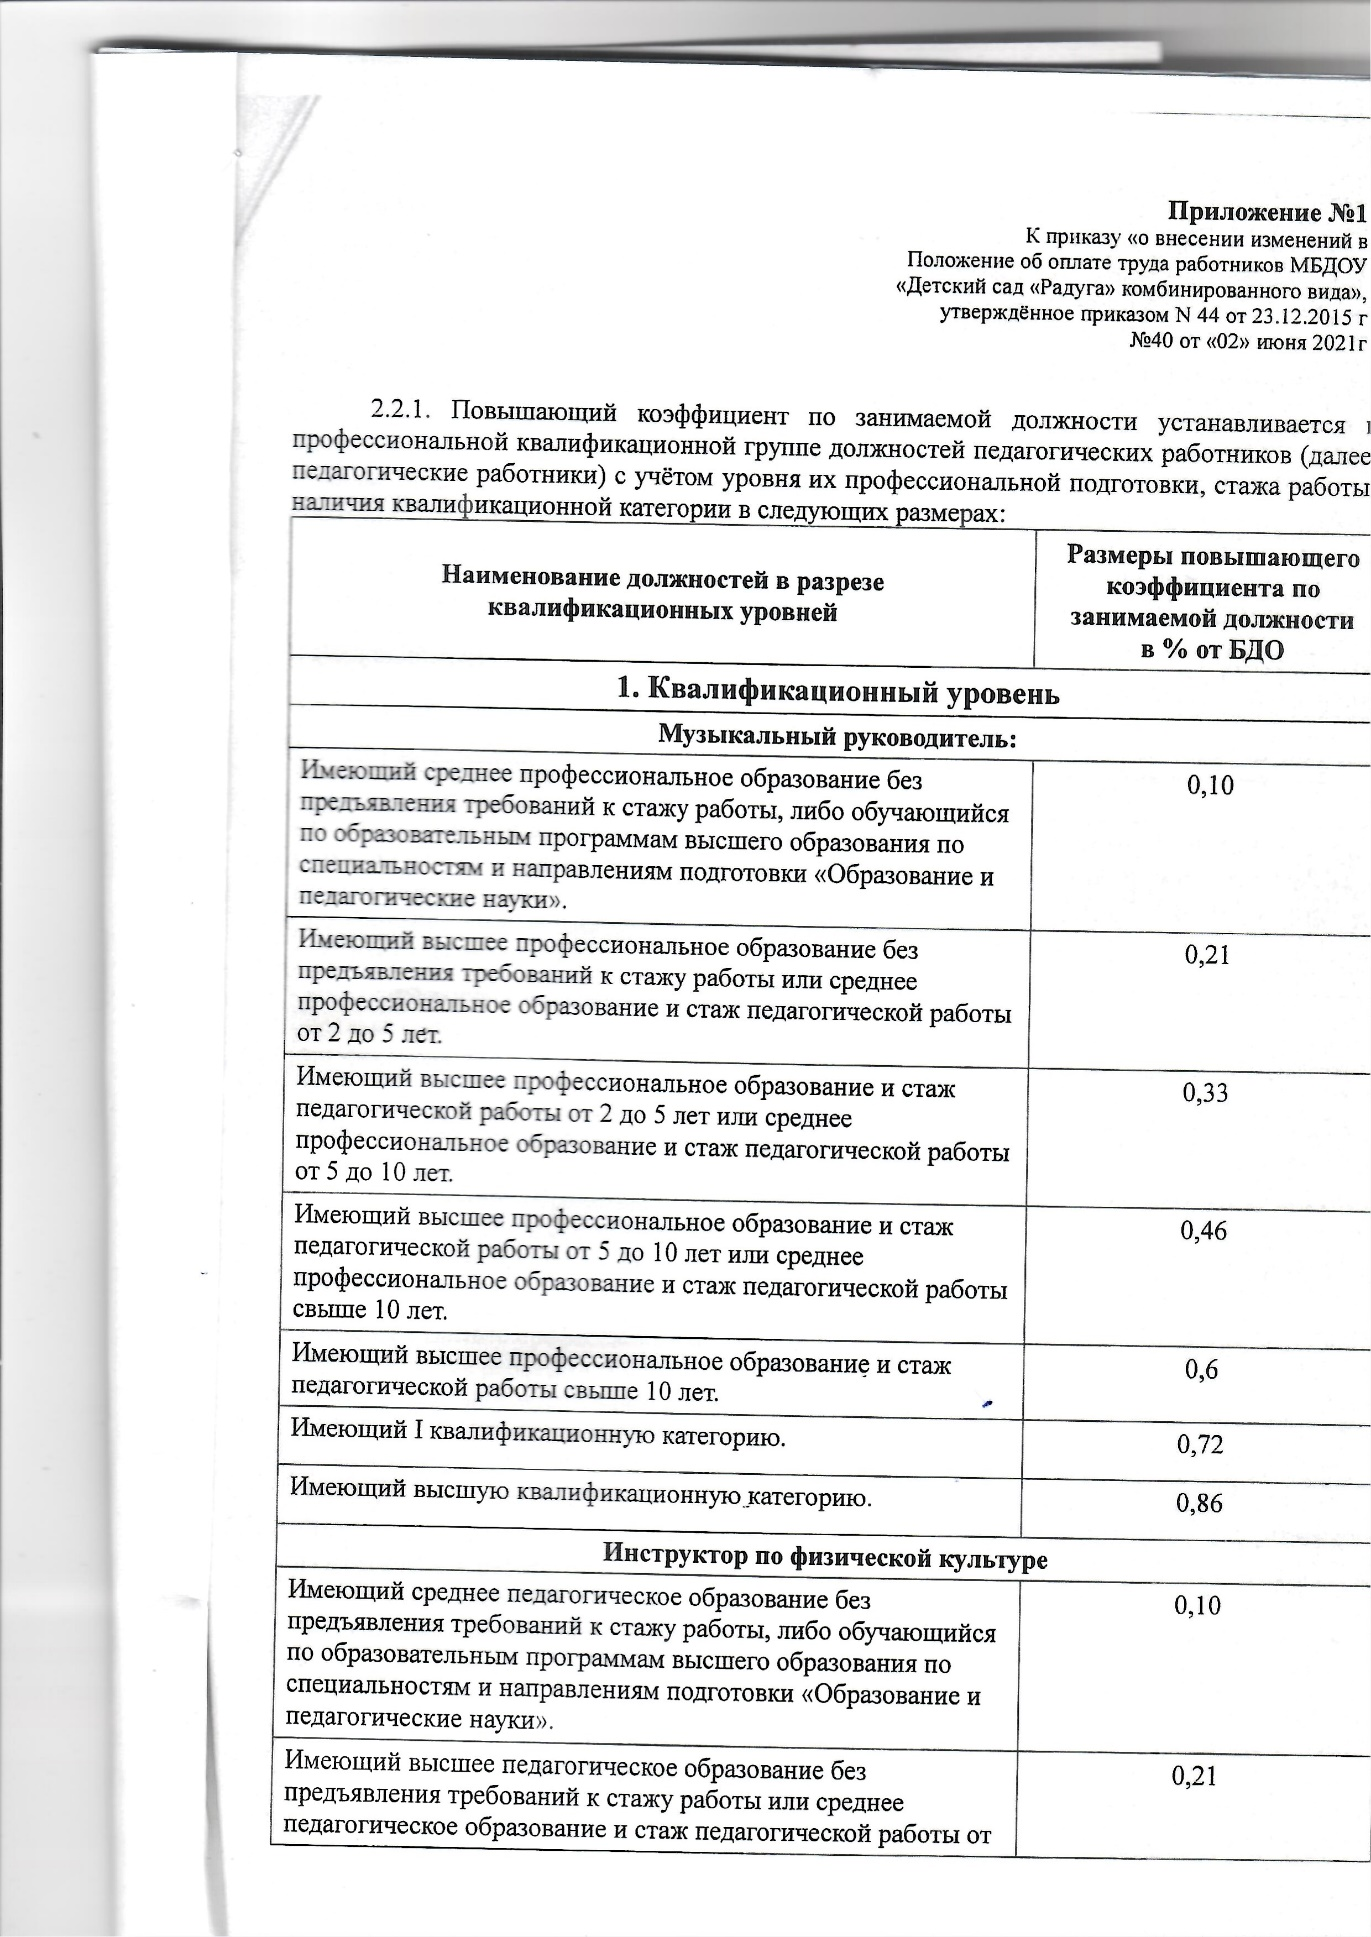 Приложение №1
К приказу «о внесении изменений в
Положение об оплате труда работников МБДОУ
«Детский сад «Радуга» комбинированного вида»,
утверждённое приказом N 44 от 23.12.2015 г
№40 от «02» июня 2021г
2.2.1. Повышающий коэффициент по занимаемой должности устанавливается
профессиональной квалификационной группе должностей педагогических работников (далее
педагогические работники) с учётом уровня их профессиональной подготовки, стажа работы
наличия квалификационной категории в следующих размерах:
Наименование должностей в разрезе
квалификационных уровней
Размеры повышающего
коэффициента по
занимаемой должности
в % от БДО
1. Квалификационный уровень
Музыкальный руководитель:
Имеющий среднее профессиональное образование без
предъявления требований к стажу работы, либо обучающийся
по образовательным программам высшего образования по
специальностям и направлениям подготовки «Образование и
педагогические науки».
0,10
Имеющий высшее профессиональное образование без
предъявления требований к стажу работы или среднее
профессиональное образование и стаж педагогической работы
от 2 до 5 лет.
0,21
Имеющий высшее профессиональное образование и стаж
педагогической работы от 2 до 5 лет или среднее
профессиональное образование и стаж педагогической работы
от 5 до 10 лет.
0,33
Имеющий высшее профессиональное образование и стаж
педагогической работы от 5 до 10 лет или среднее
профессиональное образование и стаж педагогической работы
свыше 10 лет.
0,46
Имеющий высшее профессиональное образование и стаж
педагогической работы свыше 10 лет.
0,6
Имеющий I квалификационную категорию.
0,72
Имеющий высшую квалификационную категорию.
0,86
Инструктор по физической культуре
Имеющий среднее педагогическое образование без
предъявления требований к стажу работы, либо обучающийся
по образовательным программам высшего образования по
специальностям и направлениям подготовки «Образование и
педагогические науки».
0,10
Имеющий высшее педагогическое образование без
предъявления требований к стажу работы или среднее
педагогическое образование и стаж педагогической работы от
0,21